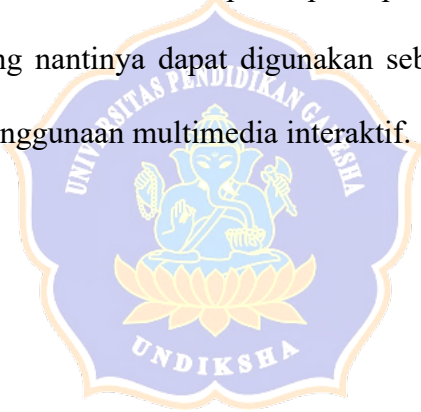 ng nantinya dapat digunakan seb
nggunaan multimedia interaktif.
UNIVERSITAS PENDIDIKAN GANESHA
UNDIKSHA